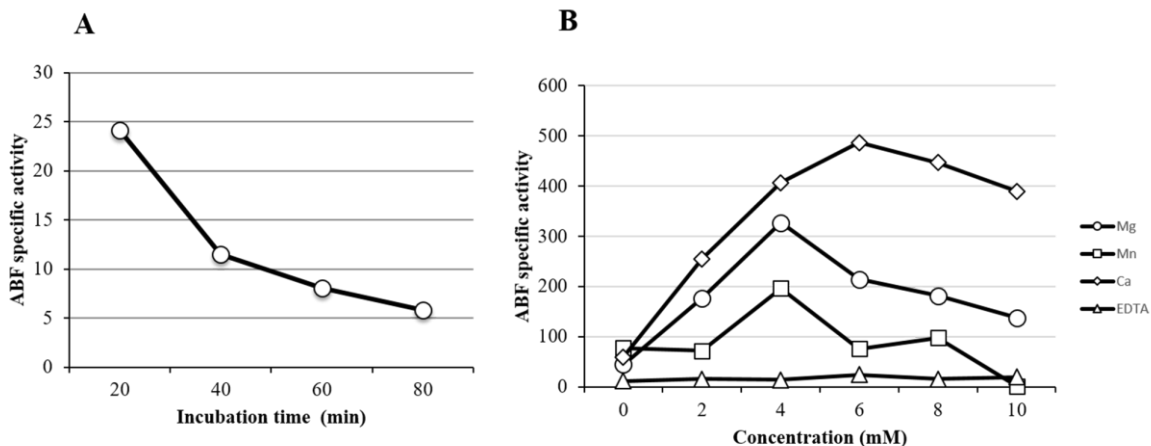 A
30
25
20
15
10
5
0
ABF specific activity
20 40 60 80
Incubation time (min)
B
600
500
400
300
200
100
0
ABF specific activity
0 2 4 6 8 10
Concentration (mM)
Mg
Mn
Ca
EDTA